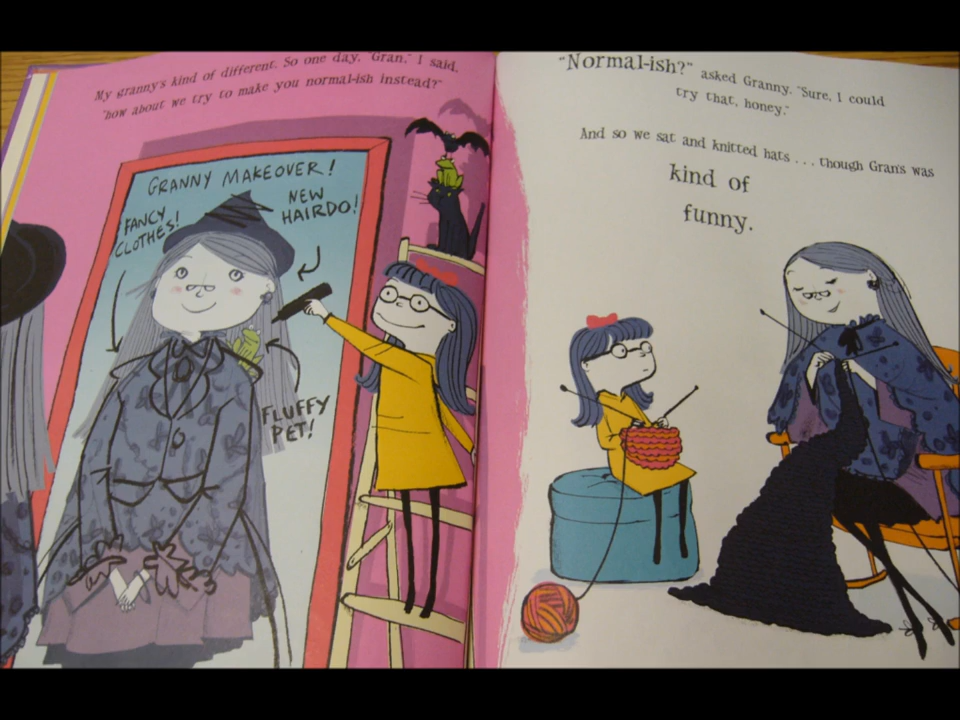 My granny's kind of different. So one day, "Gran," I said,
"how about we try to make you normal-ish instead?"
GRANNY MAKEOVER!
FANCY
CLOTHES!
NEW
HAIRDO!
FLUFFY
PET!
"Normal-ish?" asked Granny. "Sure, I could
try that, honey."
And so we sat and knitted hats . . . though Gran's was
kind of
funny.